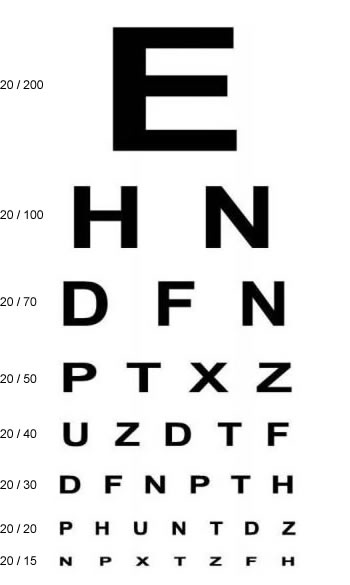 20 / 200 E
20 / 100 H N
20 / 70 D F N
20 / 50 P T X Z
20 / 40 U Z D T F
20 / 30 D F N P T H
20 / 20 P H U N T D Z
20 / 15 N P X T Z F H